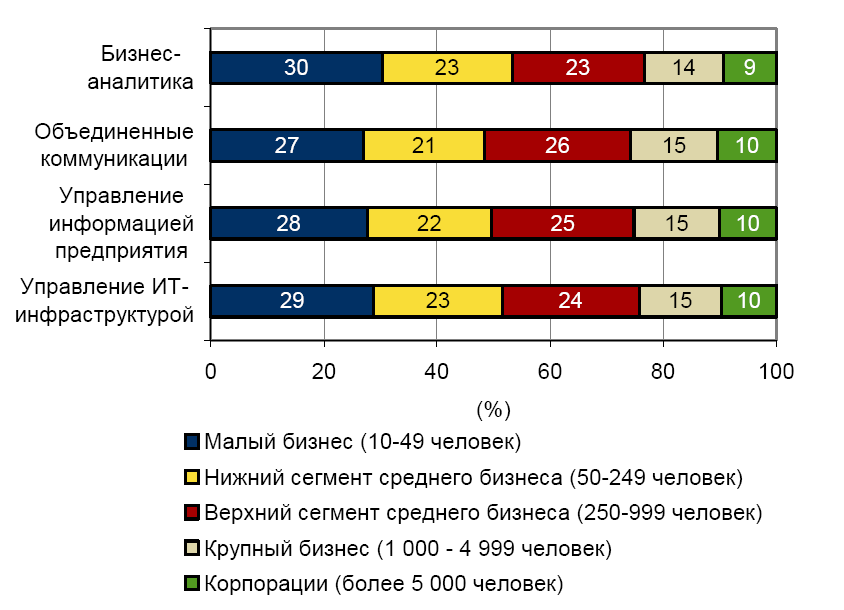 Бизнес-
аналитика
30 23 23 14 9
Объединенные
коммуникации
27 21 26 15 10
Управление
информацией
предприятия
28 22 25 15 10
Управление ИТ-
инфраструктурой
29 23 24 15 10
0 20 40 60 80 100
(%)
Малый бизнес (10-49 человек)
Нижний сегмент среднего бизнеса (50-249 человек)
Верхний сегмент среднего бизнеса (250-999 человек)
Крупный бизнес (1 000 - 4 999 человек)
Корпорации (более 5 000 человек)